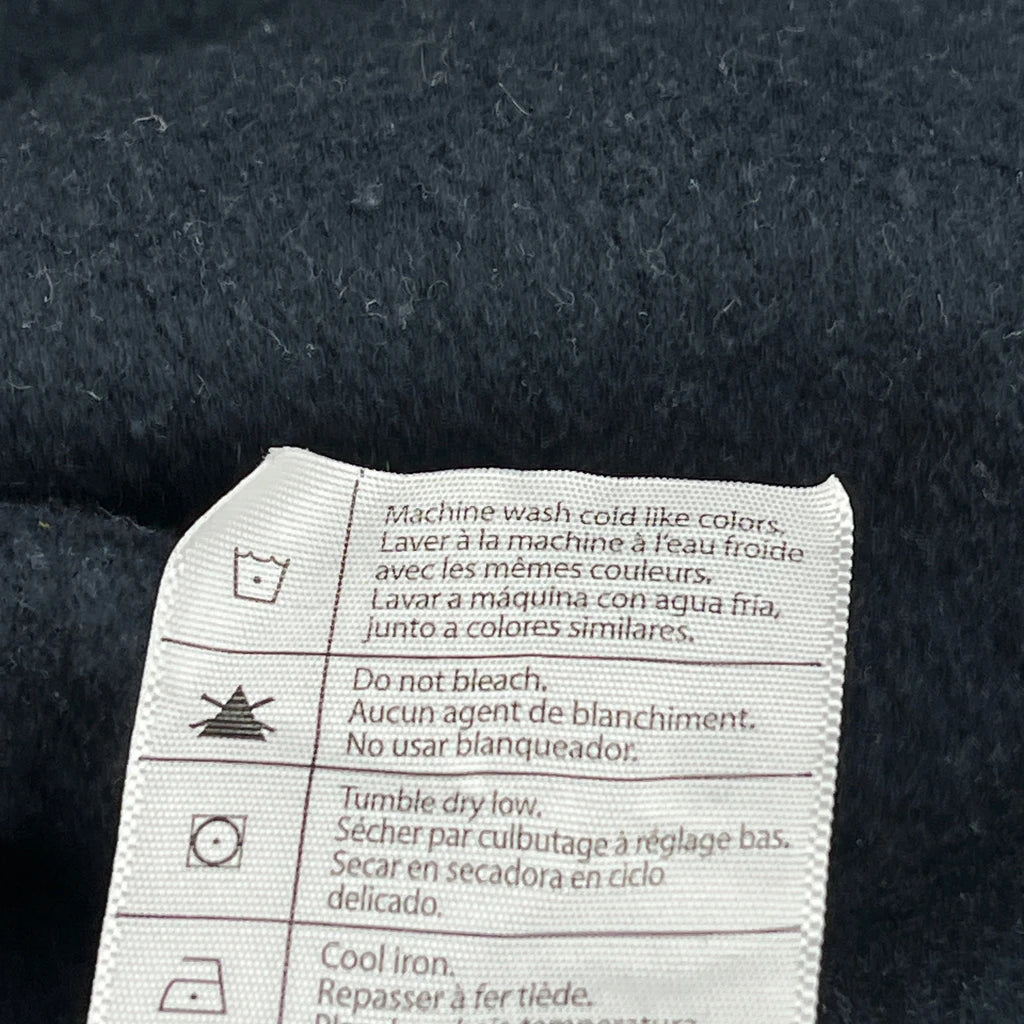 Machine wash cold like colors.
Laver à la machine à l'eau froide
avec les mêmes couleurs.
Lavar a máquina con agua fría,
junto a colores similares.
Do not bleach.
Aucun agent de blanchiment.
No usar blanqueador.
Tumble dry low.
Sécher par culbutage à réglage bas.
Secar en secadora en ciclo
delicado.
Cool iron.
Repasser à fer tiède.
temperatura